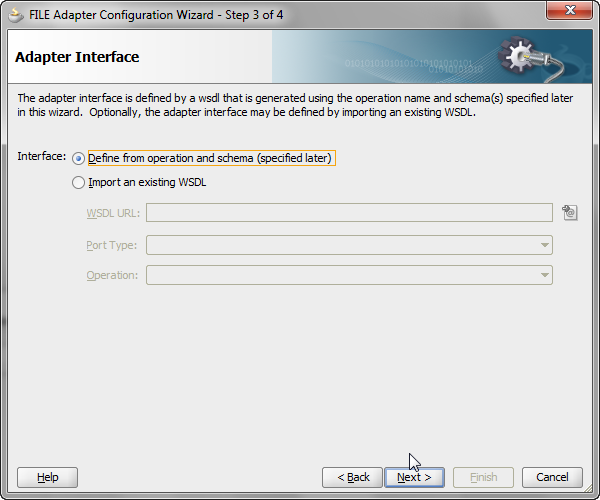 FILE Adapter Configuration Wizard - Step 3 of 4
Adapter Interface
010101010101010101010101
0101010101010
The adapter interface is defined by a wsdl that is generated using the operation name and schema(s) specified later
in this wizard. Optionally, the adapter interface may be defined by importing an existing WSDL.
Interface: Define from operation and schema (specified later)
Import an existing WSDL
WSDL URL:
Port Type:
Operation:
Help < Back Next > Finish Cancel